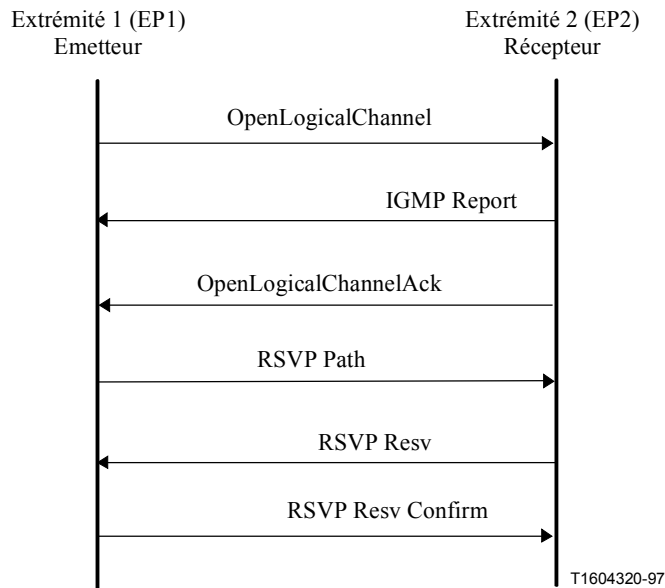 Extrémité 1 (EP1)
Emetteur
Extrémité 2 (EP2)
Récepteur
OpenLogicalChannel
IGMP Report
OpenLogicalChannelAck
RSVP Path
RSVP Resv
RSVP Resv Confirm
T1604320-97